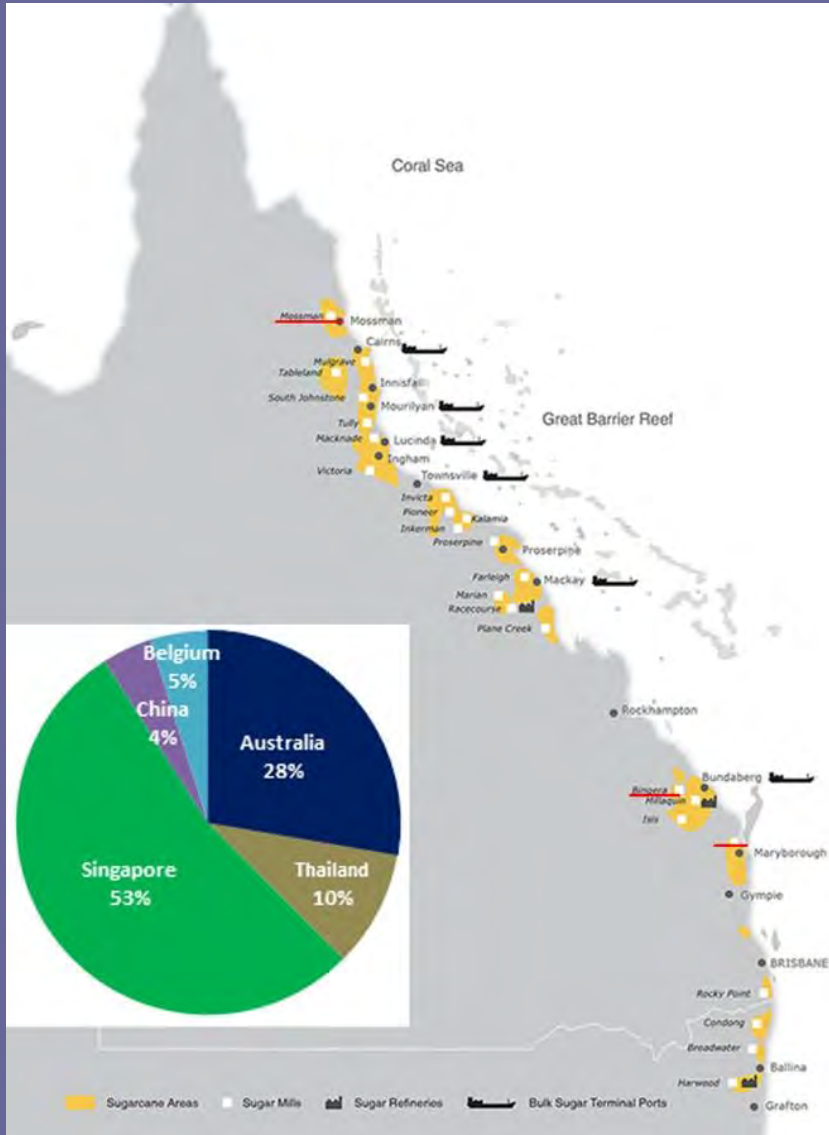 Coral Sea
Mossman
Mossman
Cairns
Mulgrave
Tableland
Innisfail
South Johnstone
Mourilyan
Great Barrier Reef
Tully
Macknade
Lucinda
Ingham
Victoria
Townsville
Invicta
Pioneer
Kalamia
Inkerman
Proserpine
Proserpine
Farleigh
Mackay
Marian
Racecourse
Plane Creek
Belgium
5%
China
4%
Australia
28%
Singapore
53%
Thailand
10%
Rockhampton
Bundaberg
Bingera
Millaquin
Isis
Maryborough
Gympie
BRISBANE
Rocky Point
Condong
Broadwater
Ballina
Harwood
Grafton
Sugarcane Areas
Sugar Mills
Sugar Refineries
Bulk Sugar Terminal Ports